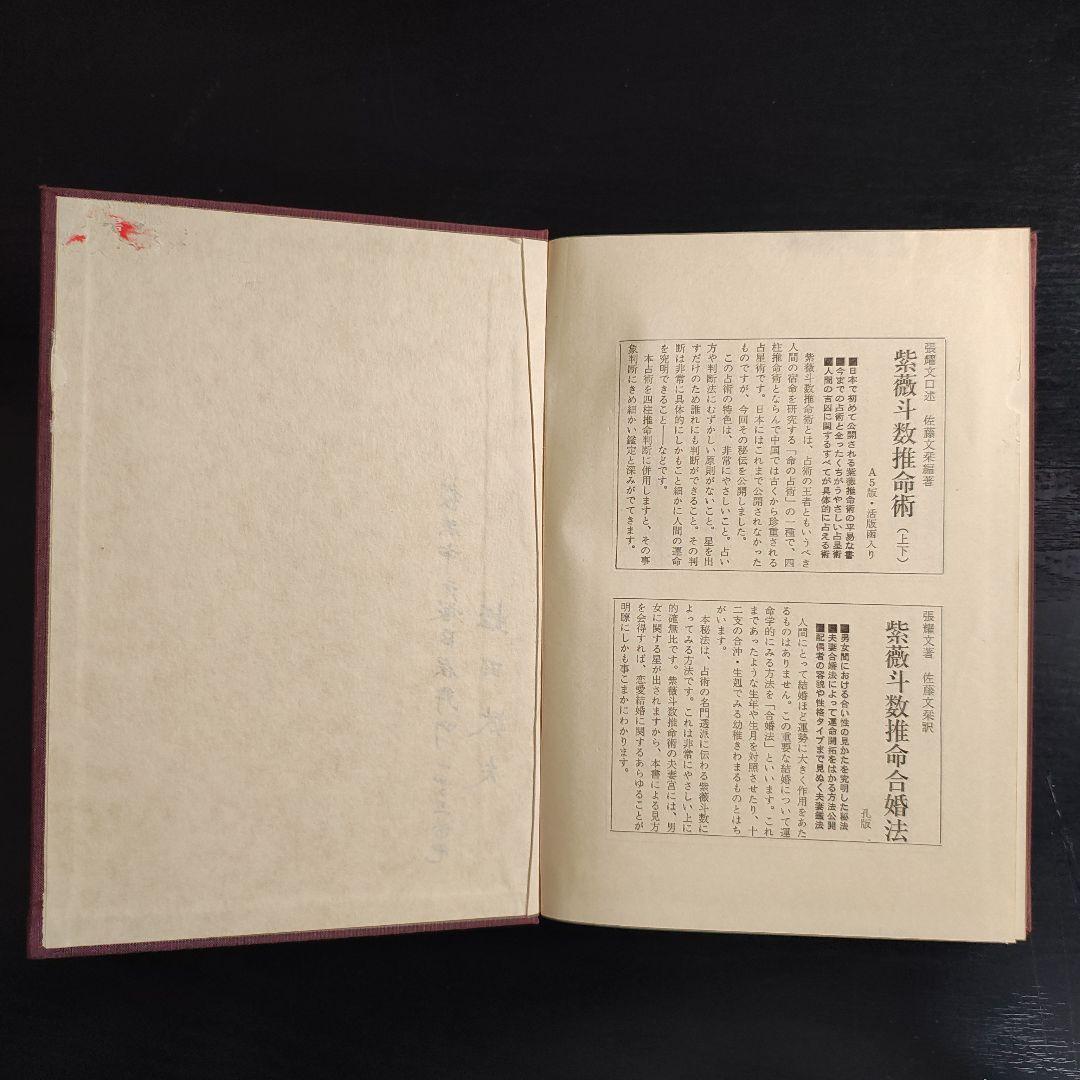 張耀文口述　佐藤文栞編著
紫薇斗数推命術（上下）
A5版・活版函入り
■日本で初めて公開される紫薇推命術の平易な書
■今までの占術と全ったくちがうやさしい占星術
■人間の吉凶に関するすべてが具体的に占える術
紫薇斗数推命術とは、占術の王者ともいうべき
人間の宿命を研究する「命の占術」の一種で、四
柱推命術とならんで中国では古くから珍重される
占星術です。日本にはこれまで公開されなかった
ものですが、今回その秘伝を公開しました。
この占術の特色は、非常にやさしいこと。占い
方や判断法にむずかしい原則がないこと。星を出
すだけのため誰れにも判断ができること。その判
断は非常に具体的にしかもこと細かに人間の運命
を究明できること――などです。
本占術を四柱推命判断に併用しますと、その事
象判断にきめ細かい鑑定と深みがでてきます。
張耀文著　佐藤文栞訳
紫薇斗数推命合婚法
孔版
■男女間における合い性の見かたを究明した秘法
■夫妻合婚法によって運命開拓をはかる方法公開
■配偶者の容貌や性格タイプまで見ぬく夫妻鑑法
人間にとって結婚ほど運勢に大きく作用をあた
るものはありません。この重要な結婚について運
命学的にみる方法を「合婚法」といいます。これ
まであったような生年や生月を対照させたり、十
二支の合沖・生剋でみる幼稚きわまるものとはち
がいます。
本秘法は、占術の名門透派に伝わる紫薇斗数に
よってみる方法です。これは非常にやさしい上に
的確無比です。紫薇斗数推命術の夫妻宮には、男
女に関する星が出されますから、本書による見方
を会得すれば、恋愛結婚に関するあらゆることが
明瞭にしかも事こまかにわかります。